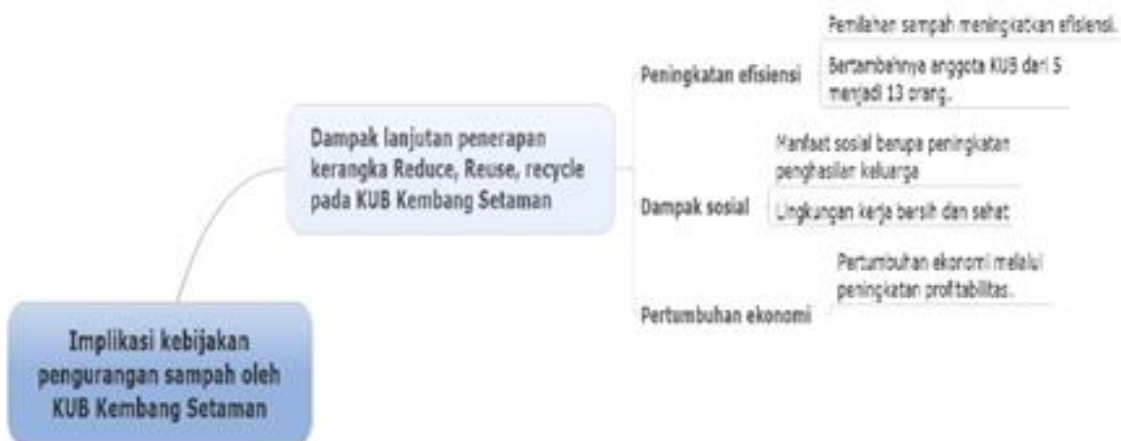 Pemilahan sampah meningkatkan efisiensi.
Peningkatan efisiensi
Bertambahnya anggota KUB dari 5
menjadi 13 orang.
Dampak lanjutan penerapan
kerangka Reduce, Reuse, recycle
pada KUB Kembang Setaman
Manfaat sosial berupa peningkatan
penghasilan keluarga
Dampak sosial
Lingkungan kerja bersih dan sehat
Pertumbuhan ekonomi melalui
peningkatan profitabilitas.
Pertumbuhan ekonomi
Implikasi kebijakan
pengurangan sampah oleh
KUB Kembang Setaman